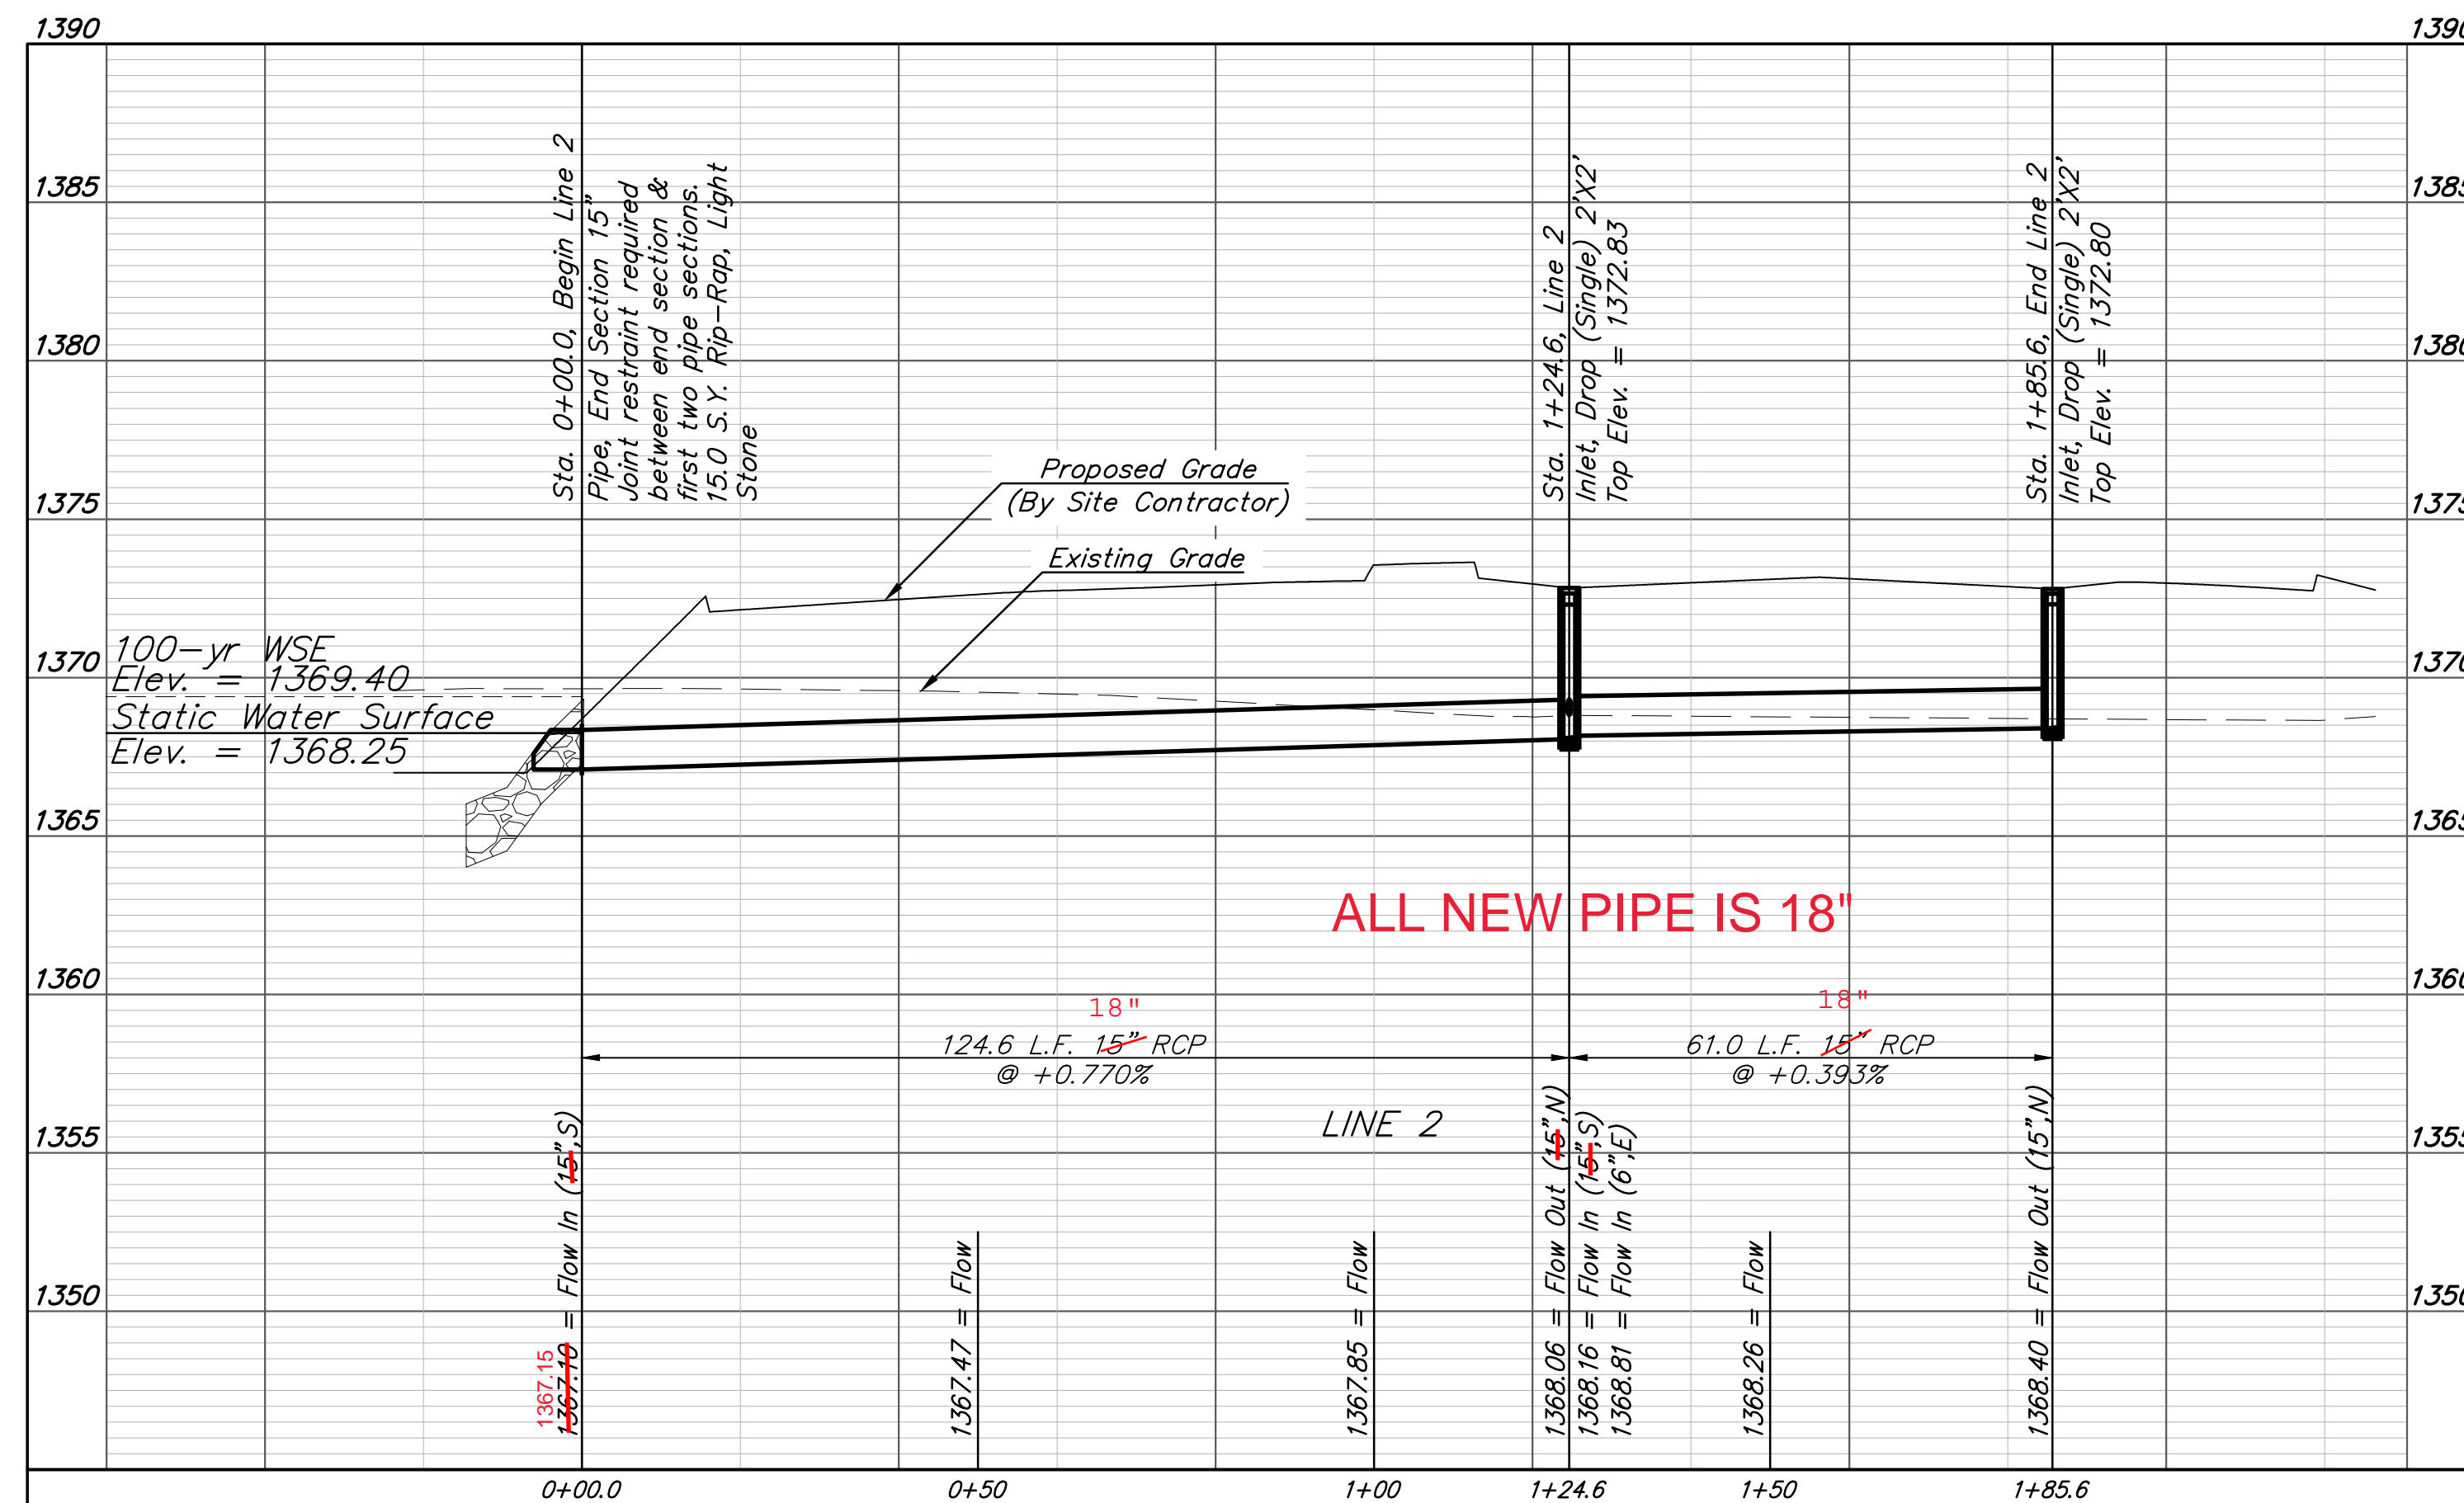 1390
1385
1380
1375
1370
1365
1360
1355
1350
Sta. 0+00.0, Begin Line 2
Pipe, End Section 15"
Joint restraint required
between end section &
first two pipe sections.
15.0 S.Y. Rip-Rap, Light
Stone
Proposed Grade
(By Site Contractor)
Existing Grade
Sta. 1+24.6, Line 2
Inlet, Drop (Single) 2'X2'
Top Elev. = 1372.83
Sta. 1+85.6, End Line 2
Inlet, Drop (Single) 2'X2'
Top Elev. = 1372.80
100-yr WSE
Elev. = 1369.40
Static Water Surface
Elev. = 1368.25
ALL NEW PIPE IS 18"
18"
124.6 L.F. 15" RCP
@ +0.770%
18"
61.0 L.F. 15" RCP
@ +0.393%
LINE 2
1367.15
1367.10 = Flow In (15",S)
1367.47 = Flow
1367.85 = Flow
1368.06 = Flow Out (15",N)
1368.16 = Flow In (15",S)
1368.81 = Flow In (6",E)
1368.26 = Flow
1368.40 = Flow Out (15",N)
0+00.0
0+50
1+00
1+24.6
1+50
1+85.6